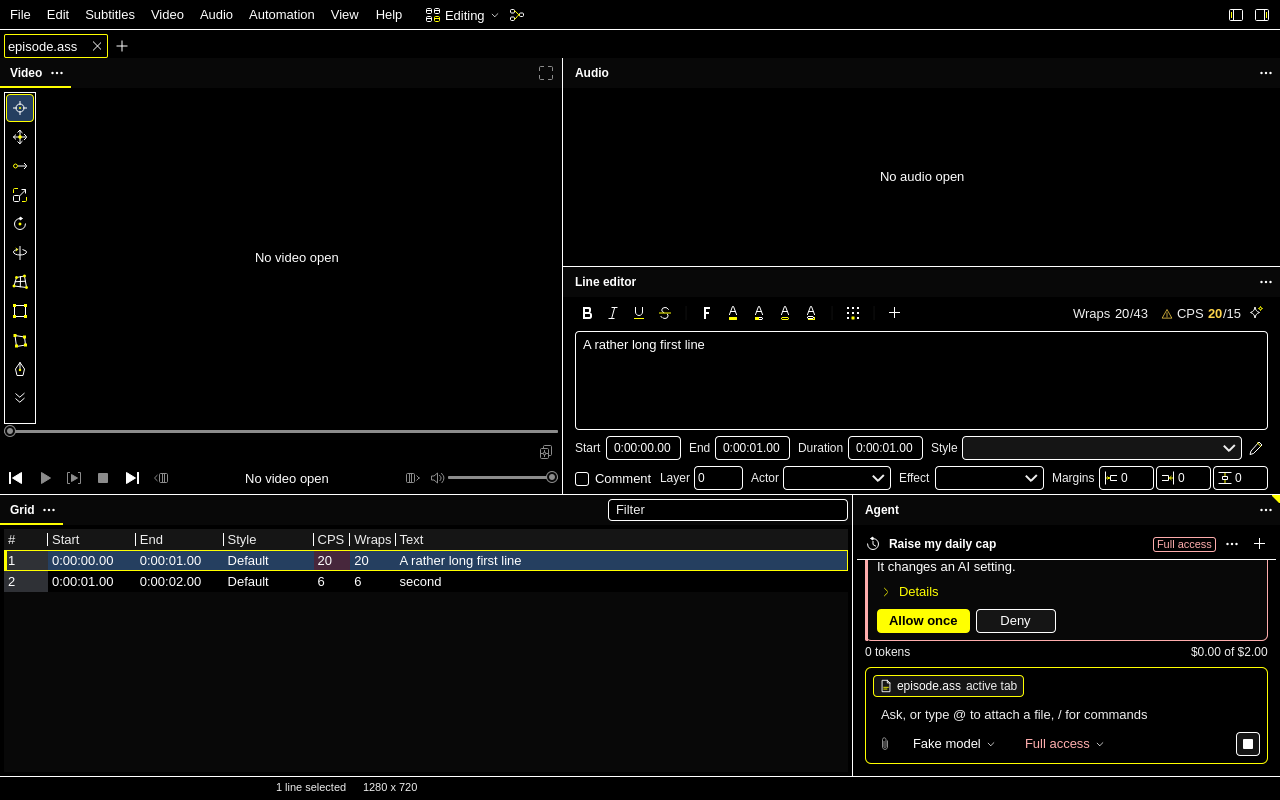 File Edit Subtitles Video Audio Automation View Help Editing
episode.ass
Video
Audio
No video open
No audio open
Line editor
Wraps 20/43 CPS 20/15
A rather long first line
Start 0:00:00.00 End 0:00:01.00 Duration 0:00:01.00 Style
Comment Layer 0 Actor Effect Margins 0 0 0
No video open
Grid
Filter
# Start End Style CPS Wraps Text
1 0:00:00.00 0:00:01.00 Default 20 20 A rather long first line
2 0:00:01.00 0:00:02.00 Default 6 6 second
Agent
Raise my daily cap Full access
It changes an AI setting.
Details
Allow once Deny
0 tokens $0.00 of $2.00
episode.ass active tab
Ask, or type @ to attach a file, / for commands
Fake model Full access
1 line selected 1280 x 720